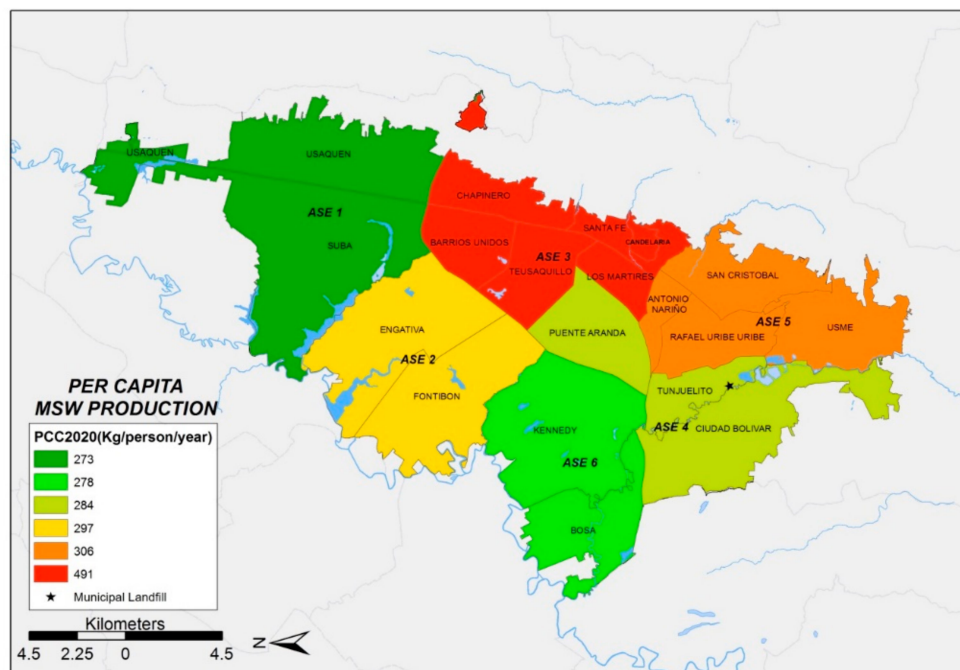 USAQUEN
USAQUEN
ASE 1
SUBA
CHAPINERO
BARRIOS UNIDOS
SANTA FE
CANDELARIA
ASE 3
TEUSAQUILLO
LOS MARTIRES
SAN CRISTOBAL
ANTONIO
NARIÑO
ASE 5
RAFAEL URIBE URIBE
USME
ENGATIVA
ASE 2
FONTIBON
PUENTE ARANDA
TUNJUELITO
ASE 4
CIUDAD BOLIVAR
KENNEDY
ASE 6
BOSA
PER CAPITA
MSW PRODUCTION
PCC2020(Kg/person/year)
273
278
284
297
306
491
Municipal Landfill
Kilometers
4.5 2.25 0 4.5
N